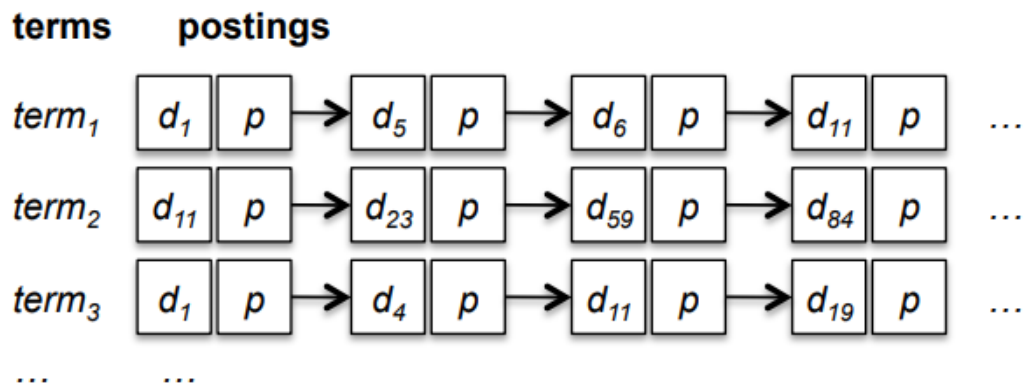 terms postings
term₁ d₁ p d₅ p d₆ p d₁₁ p ...
term₂ d₁₁ p d₂₃ p d₅₉ p d₈₄ p ...
term₃ d₁ p d₄ p d₁₁ p d₁₉ p ...
... ...